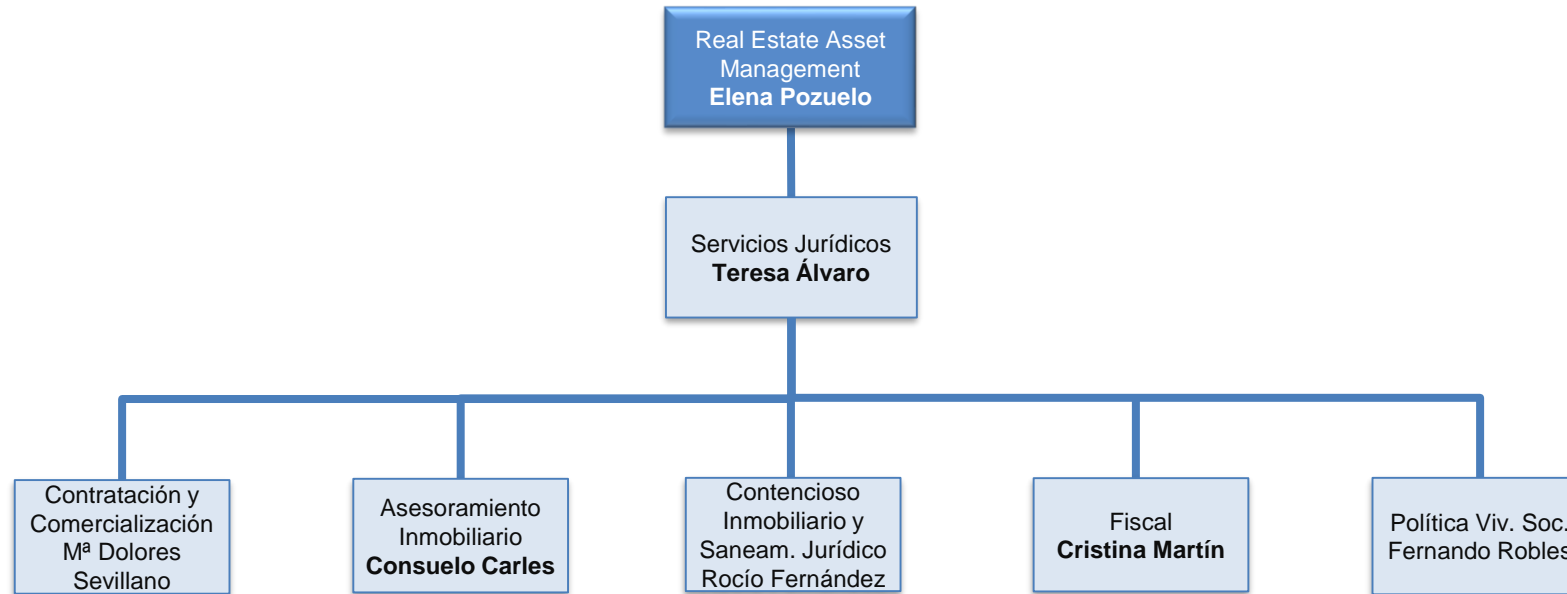 Real Estate Asset
Management
Elena Pozuelo
Servicios Jurídicos
Teresa Álvaro
Contratación y
Comercialización
Mª Dolores
Sevillano
Asesoramiento
Inmobiliario
Consuelo Carles
Contencioso
Inmobiliario y
Saneam. Jurídico
Rocío Fernández
Fiscal
Cristina Martín
Política Viv. Soc.
Fernando Robles